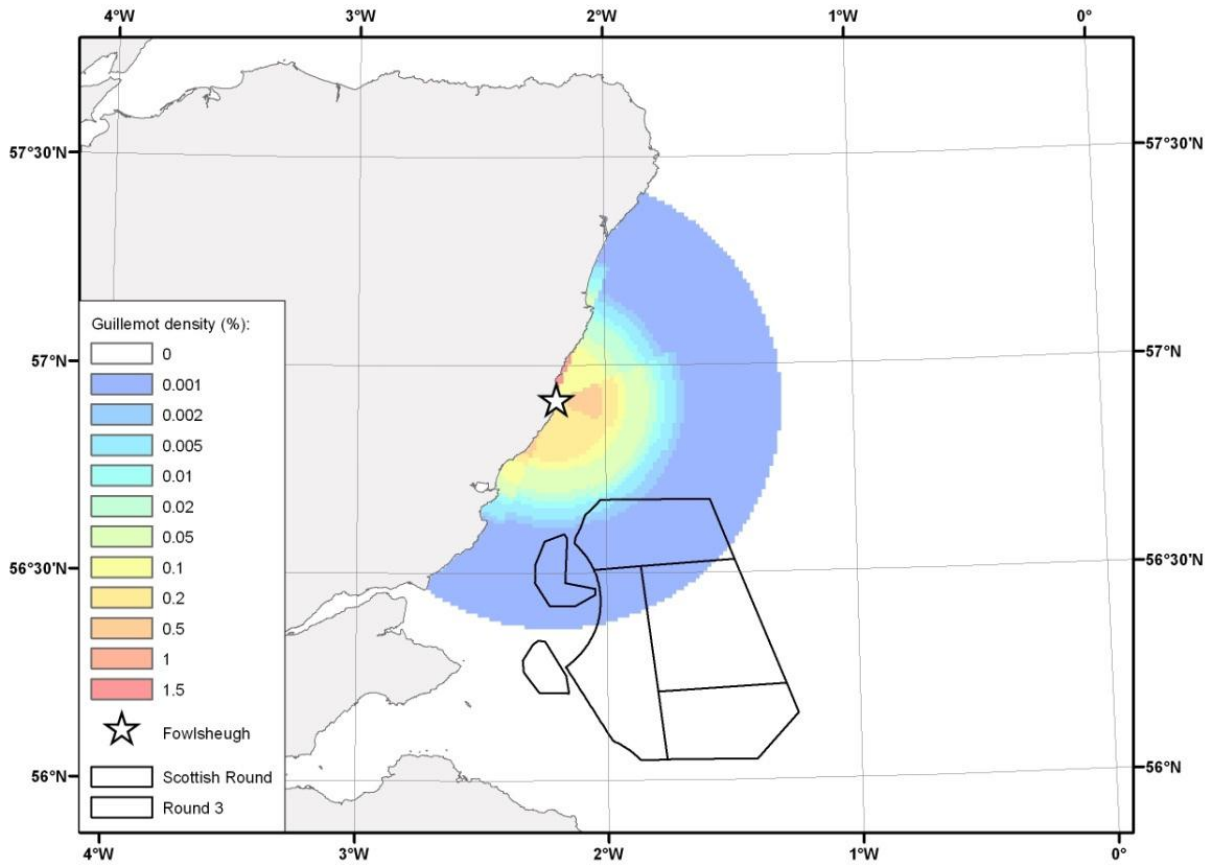 4°W 3°W 2°W 1°W 0°
57°30'N 57°30'N
57°N 57°N
56°30'N 56°30'N
56°N 56°N
Guillemot density (%):
0
0.001
0.002
0.005
0.01
0.02
0.05
0.1
0.2
0.5
1
1.5
Fowlsheugh
Scottish Round
Round 3
4°W 3°W 2°W 1°W 0°